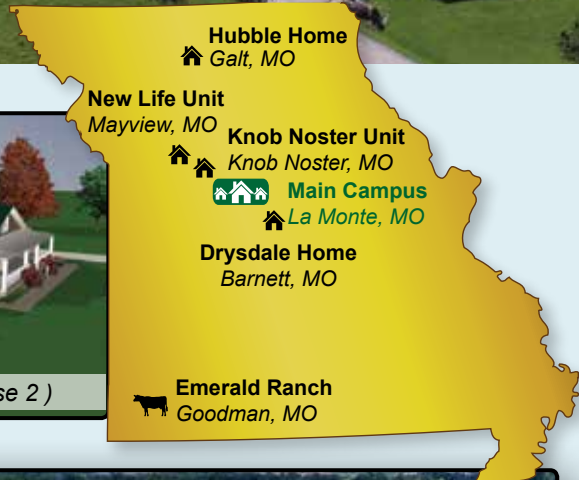 Hubble Home
Galt, MO
New Life Unit
Mayview, MO
Knob Noster Unit
Knob Noster, MO
Main Campus
La Monte, MO
Drysdale Home
Barnett, MO
se 2 )
Emerald Ranch
Goodman, MO